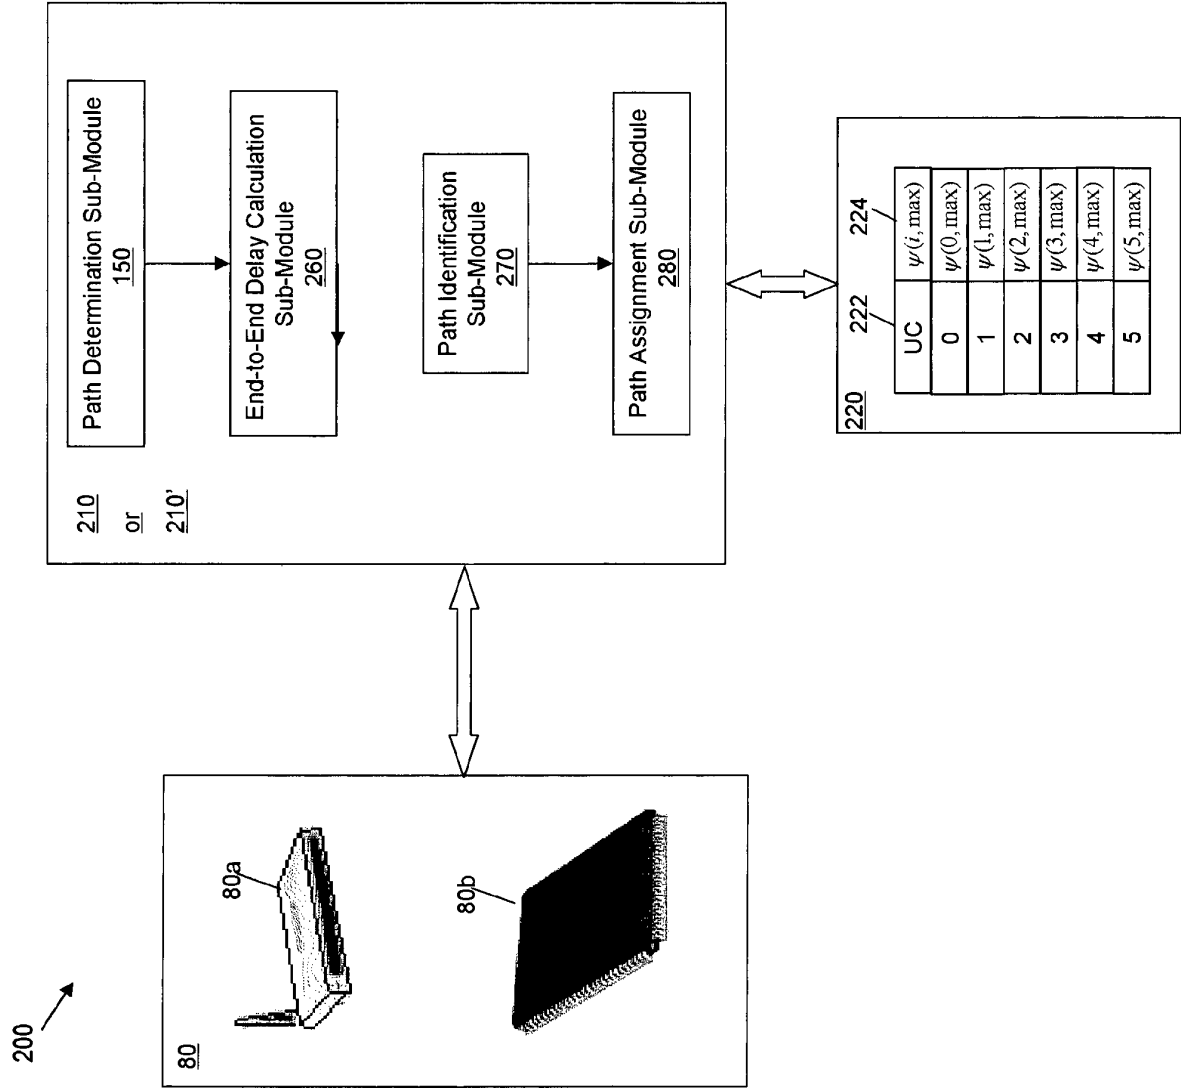 200
80
80a
80b
210
or
210'
Path Determination Sub-Module
150
End-to-End Delay Calculation
Sub-Module
260
Path Identification
Sub-Module
270
Path Assignment Sub-Module
280
220
222
224
UC ψ(i,max)
0 ψ(0,max)
1 ψ(1,max)
2 ψ(2,max)
3 ψ(3,max)
4 ψ(4,max)
5 ψ(5,max)